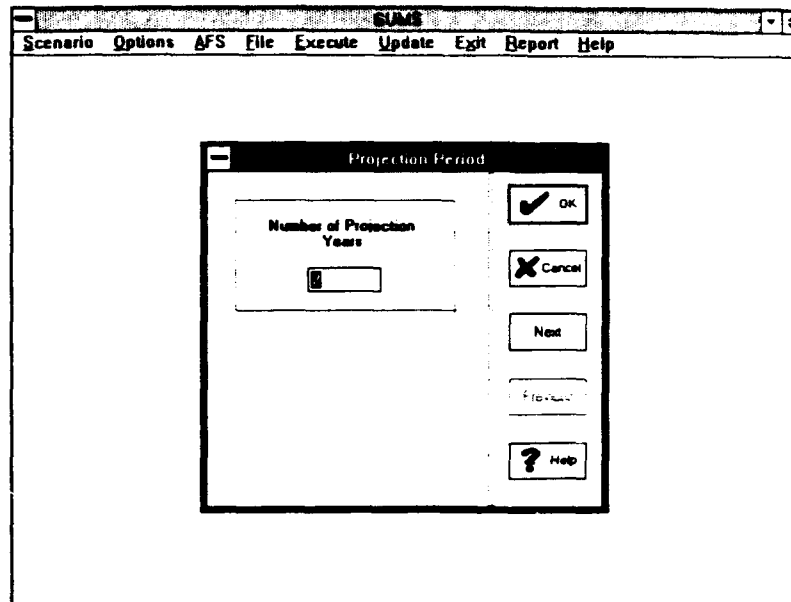 SUMS
Scenario Options AFS File Execute Update Exit Report Help
Projection Period
Number of Projection
Years
OK
Cancel
Next
Previous
Help